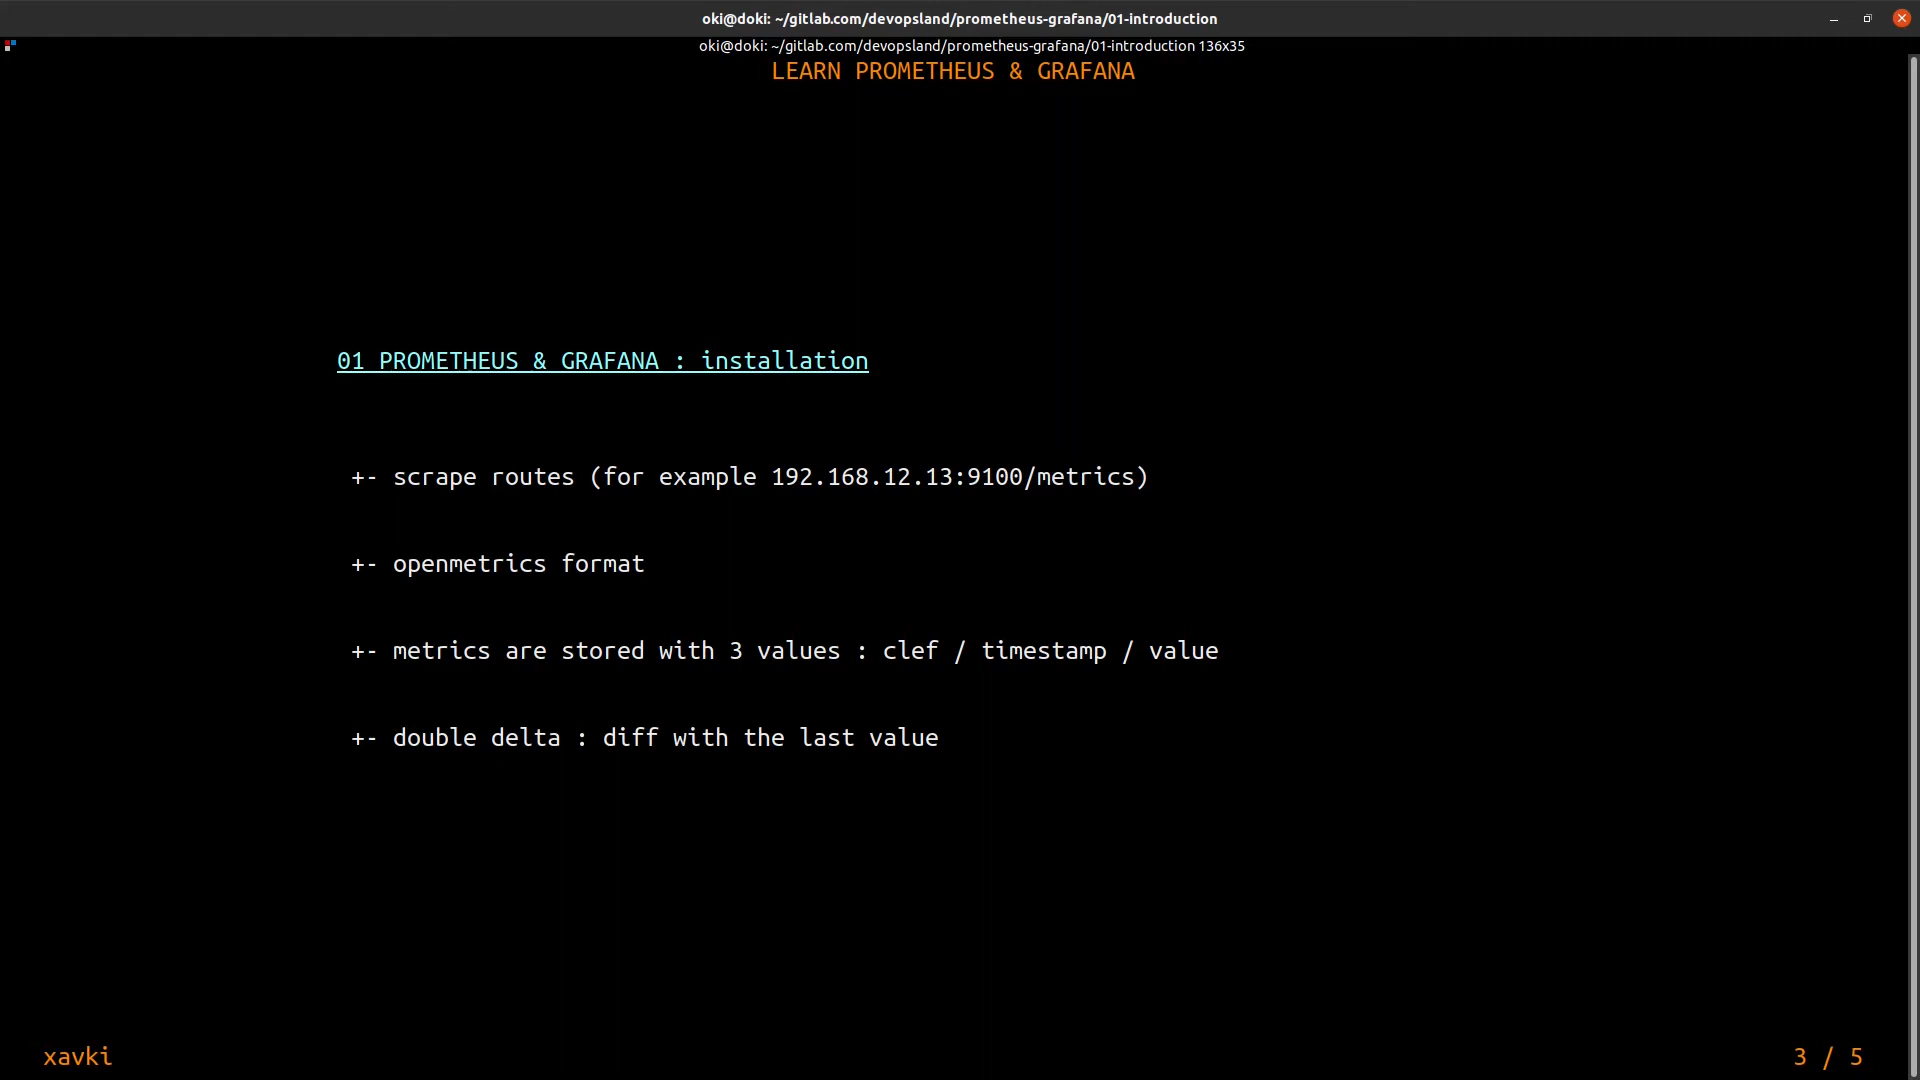 oki@doki: ~/gitlab.com/devopsland/prometheus-grafana/01-introduction
oki@doki: ~/gitlab.com/devopsland/prometheus-grafana/01-introduction 136x35
LEARN PROMETHEUS & GRAFANA
01 PROMETHEUS & GRAFANA : installation
+- scrape routes (for example 192.168.12.13:9100/metrics)
+- openmetrics format
+- metrics are stored with 3 values : clef / timestamp / value
+- double delta : diff with the last value
xavki
3 / 5